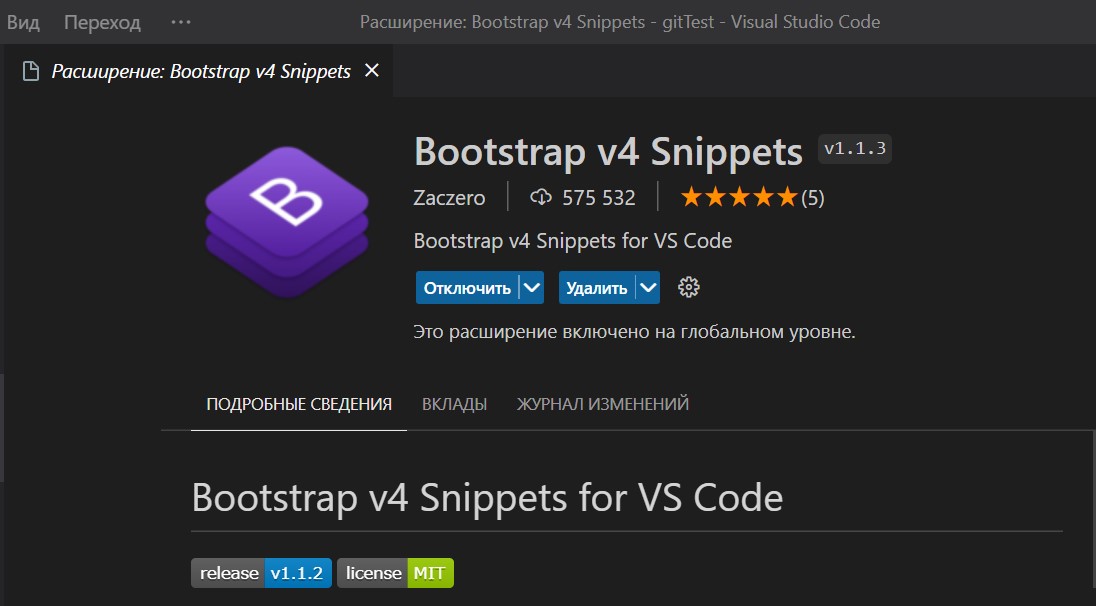 Вид Переход ··· Расширение: Bootstrap v4 Snippets - gitTest - Visual Studio Code
Расширение: Bootstrap v4 Snippets
B
Bootstrap v4 Snippets v1.1.3
Zaczero 575 532 (5)
Bootstrap v4 Snippets for VS Code
Отключить Удалить
Это расширение включено на глобальном уровне.
ПОДРОБНЫЕ СВЕДЕНИЯ ВКЛАДЫ ЖУРНАЛ ИЗМЕНЕНИЙ
Bootstrap v4 Snippets for VS Code
release v1.1.2 license MIT